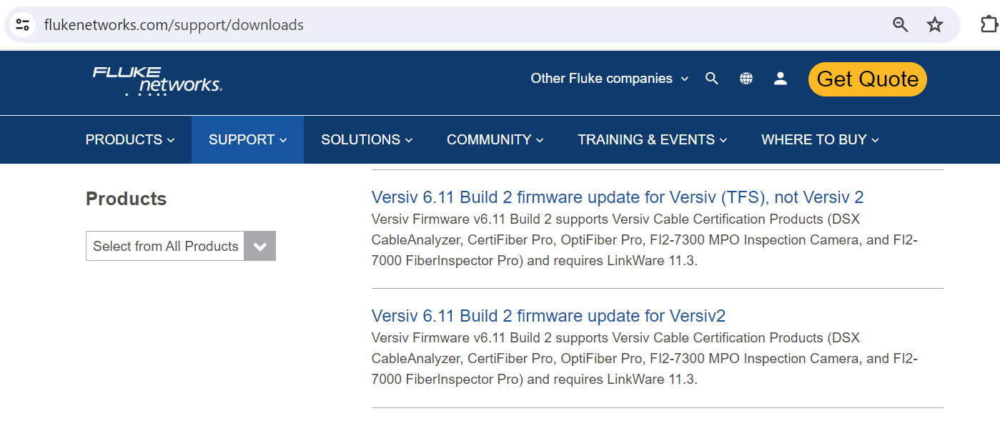 flukenetworks.com/support/downloads
FLUKE
networks.
Other Fluke companies
Get Quote
PRODUCTS
SUPPORT
SOLUTIONS
COMMUNITY
TRAINING & EVENTS
WHERE TO BUY
Products
Select from All Products
Versiv 6.11 Build 2 firmware update for Versiv (TFS), not Versiv 2
Versiv Firmware v6.11 Build 2 supports Versiv Cable Certification Products (DSX
CableAnalyzer, CertiFiber Pro, OptiFiber Pro, FI2-7300 MPO Inspection Camera, and FI2-
7000 FiberInspector Pro) and requires LinkWare 11.3.
Versiv 6.11 Build 2 firmware update for Versiv2
Versiv Firmware v6.11 Build 2 supports Versiv Cable Certification Products (DSX
CableAnalyzer, CertiFiber Pro, OptiFiber Pro, FI2-7300 MPO Inspection Camera, and FI2-
7000 FiberInspector Pro) and requires LinkWare 11.3.